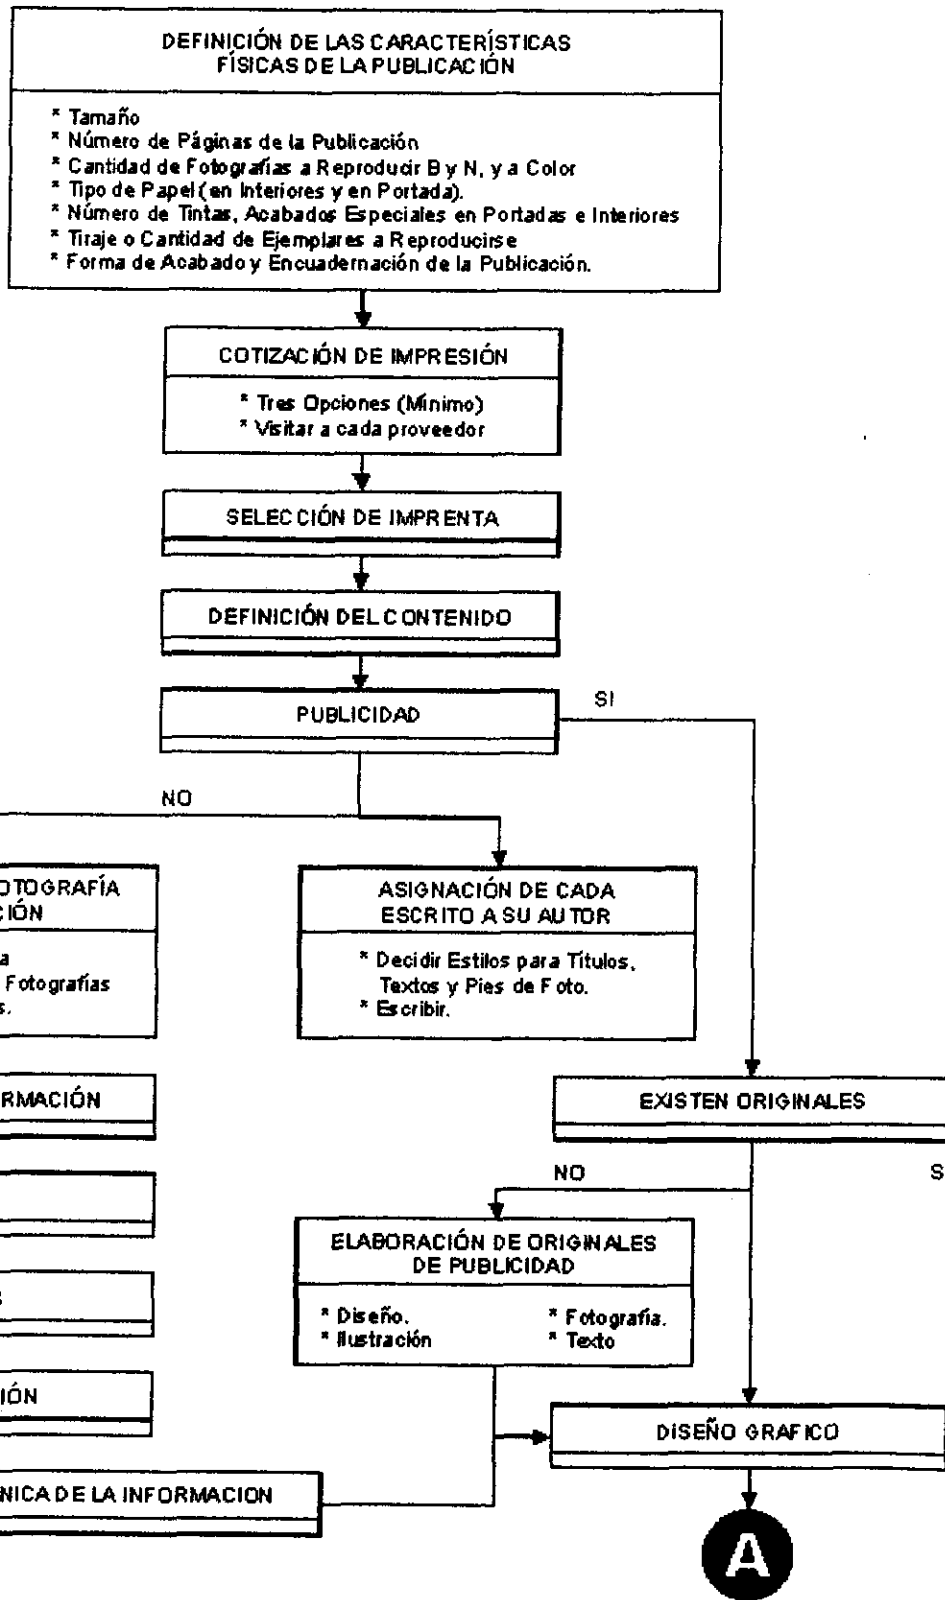 DEFINICIÓN DE LAS CARACTERÍSTICAS
FÍSICAS DE LA PUBLICACIÓN
* Tamaño
* Número de Páginas de la Publicación
* Cantidad de Fotografías a Reproducir B y N, y a Color
* Tipo de Papel (en Interiores y en Portada).
* Número de Tintas, Acabados Especiales en Portadas e Interiores
* Tiraje o Cantidad de Ejemplares a Reproducirse
* Forma de Acabado y Encuadernación de la Publicación.
COTIZACIÓN DE IMPRESIÓN
* Tres Opciones (Mínimo)
* Visitar a cada proveedor
SELECCIÓN DE IMPRENTA
DEFINICIÓN DEL CONTENIDO
PUBLICIDAD
SI
NO
OTOGRAFÍA
CIÓN
a
Fotografías
s.
ASIGNACIÓN DE CADA
ESCRITO A SU AUTOR
* Decidir Estilos para Títulos,
Textos y Pies de Foto.
* Escribir.
RMACIÓN
EXISTEN ORIGINALES
NO
S
ELABORACIÓN DE ORIGINALES
DE PUBLICIDAD
* Diseño.
* Fotografía.
* Ilustración
* Texto
S
IÓN
DISEÑO GRAFICO
NICA DE LA INFORMACION
A